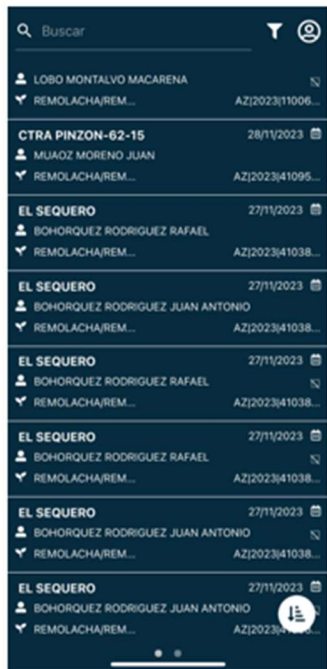 Buscar
LOBO MONTALVO MACARENA
REMOLACHA/REM... AZ|2023|11006...
CTRA PINZON-62-15 28/11/2023
MUAOZ MORENO JUAN
REMOLACHA/REM... AZ|2023|41095...
EL SEQUERO 27/11/2023
BOHORQUEZ RODRIGUEZ RAFAEL
REMOLACHA/REM... AZ|2023|41038...
EL SEQUERO 27/11/2023
BOHORQUEZ RODRIGUEZ JUAN ANTONIO
REMOLACHA/REM... AZ|2023|41038...
EL SEQUERO 27/11/2023
BOHORQUEZ RODRIGUEZ RAFAEL
REMOLACHA/REM... AZ|2023|41038...
EL SEQUERO 27/11/2023
BOHORQUEZ RODRIGUEZ RAFAEL
REMOLACHA/REM... AZ|2023|41038...
EL SEQUERO 27/11/2023
BOHORQUEZ RODRIGUEZ JUAN ANTONIO
REMOLACHA/REM... AZ|2023|41038...
EL SEQUERO 27/11/2023
BOHORQUEZ RODRIGUEZ JUAN ANTONIO
REMOLACHA/REM...